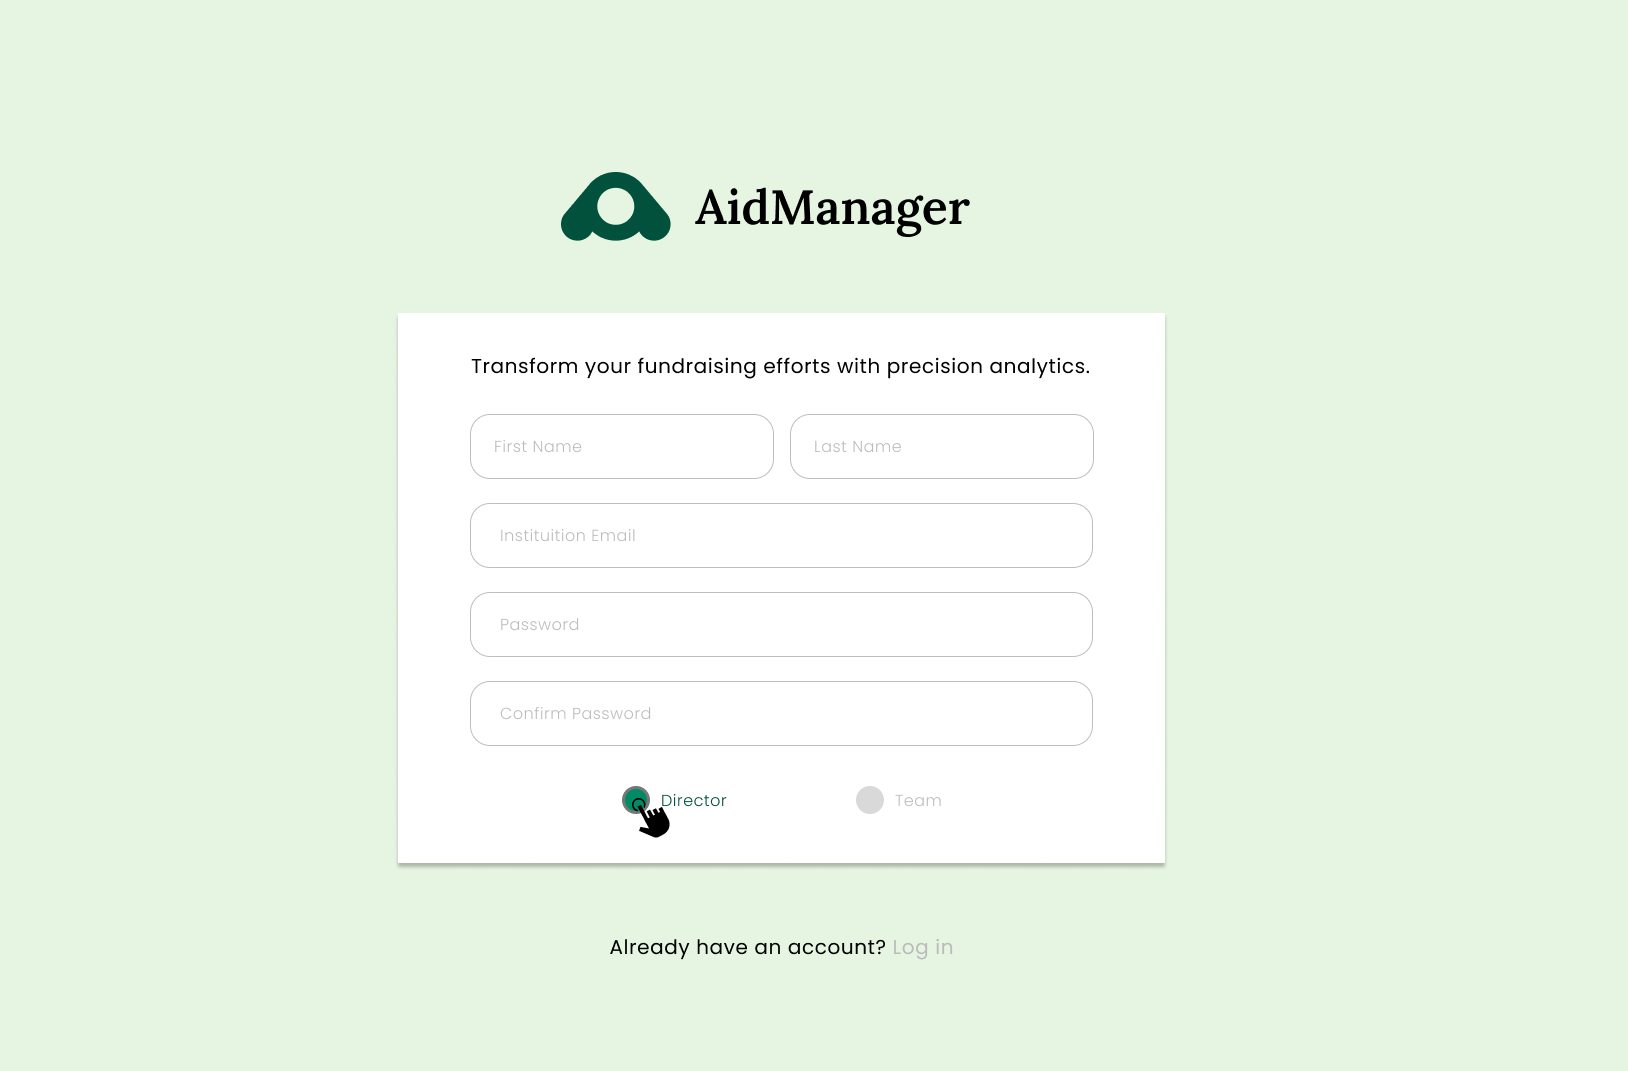 AidManager
Transform your fundraising efforts with precision analytics.
First Name
Last Name
Instituition Email
Password
Confirm Password
Director
Team
Already have an account? Log in